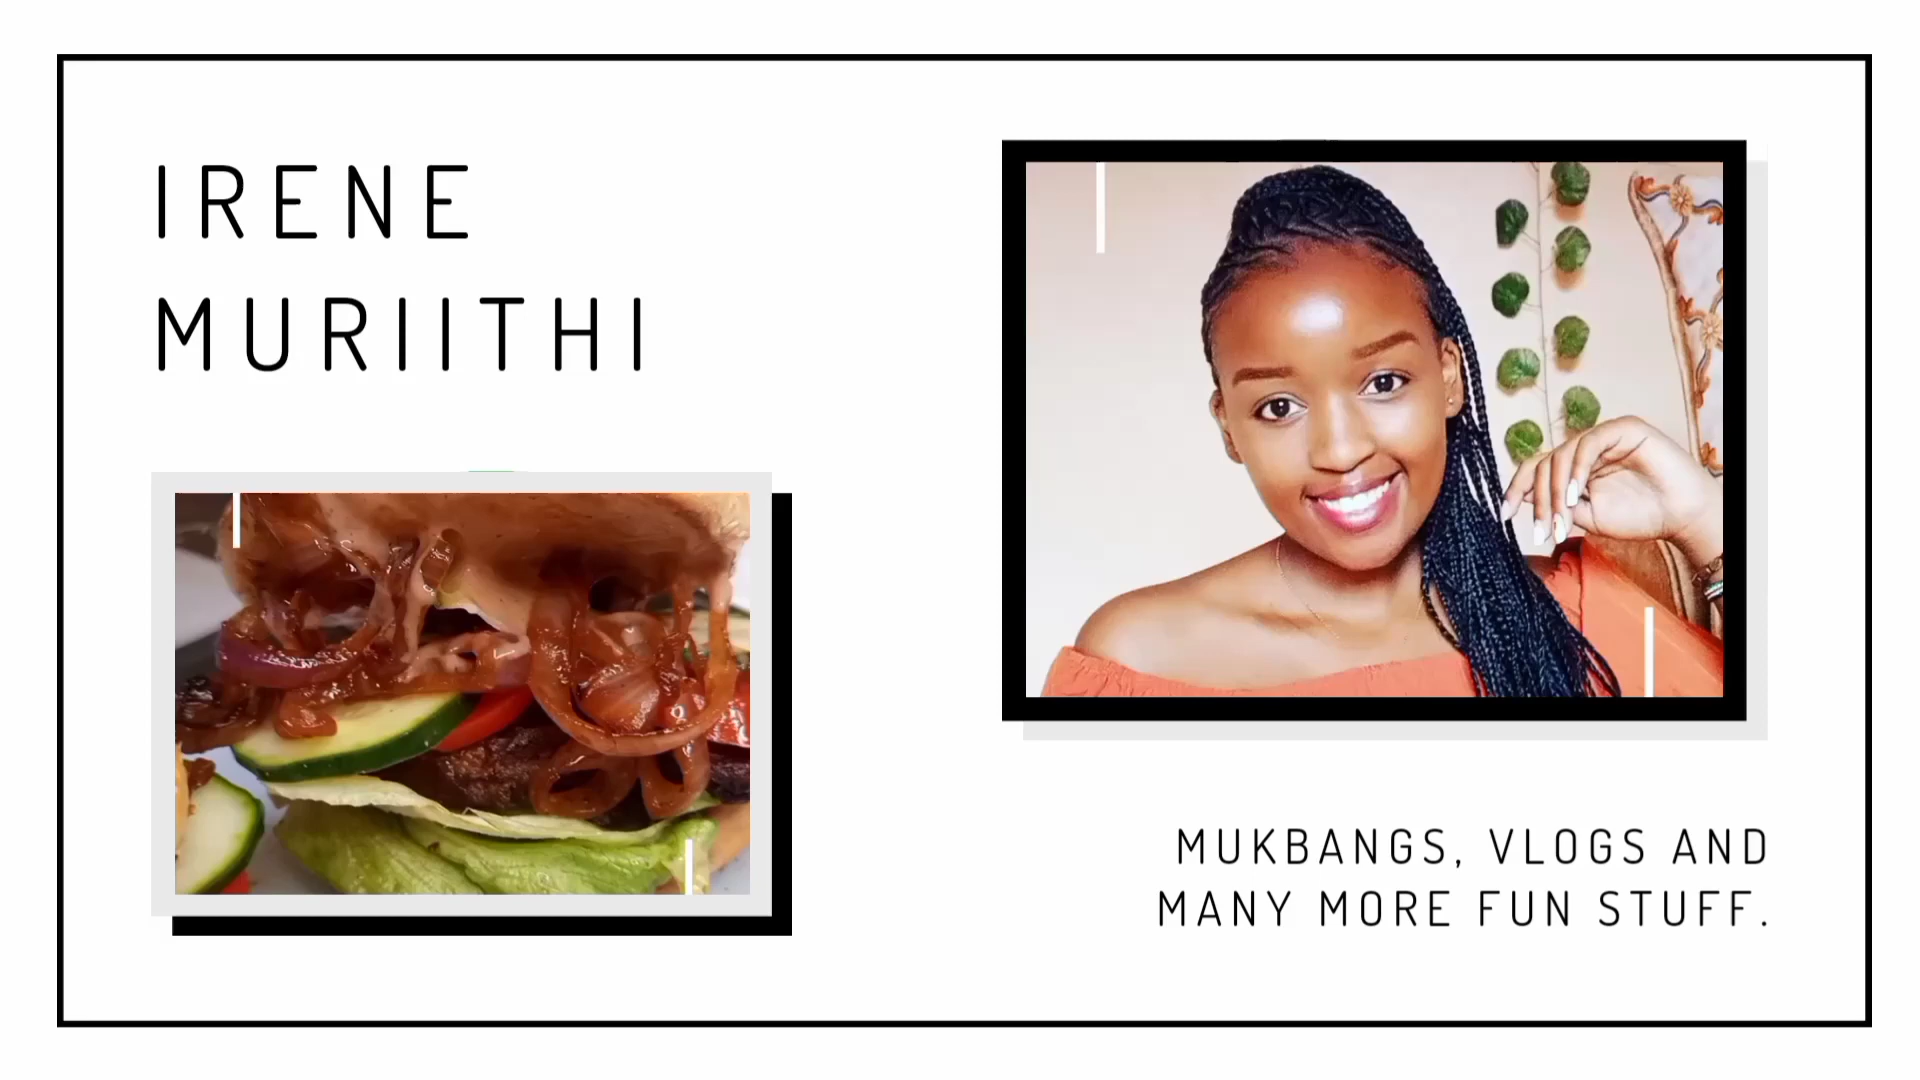 IRENE
MURIITHI
MUKBANGS, VLOGS AND
MANY MORE FUN STUFF.